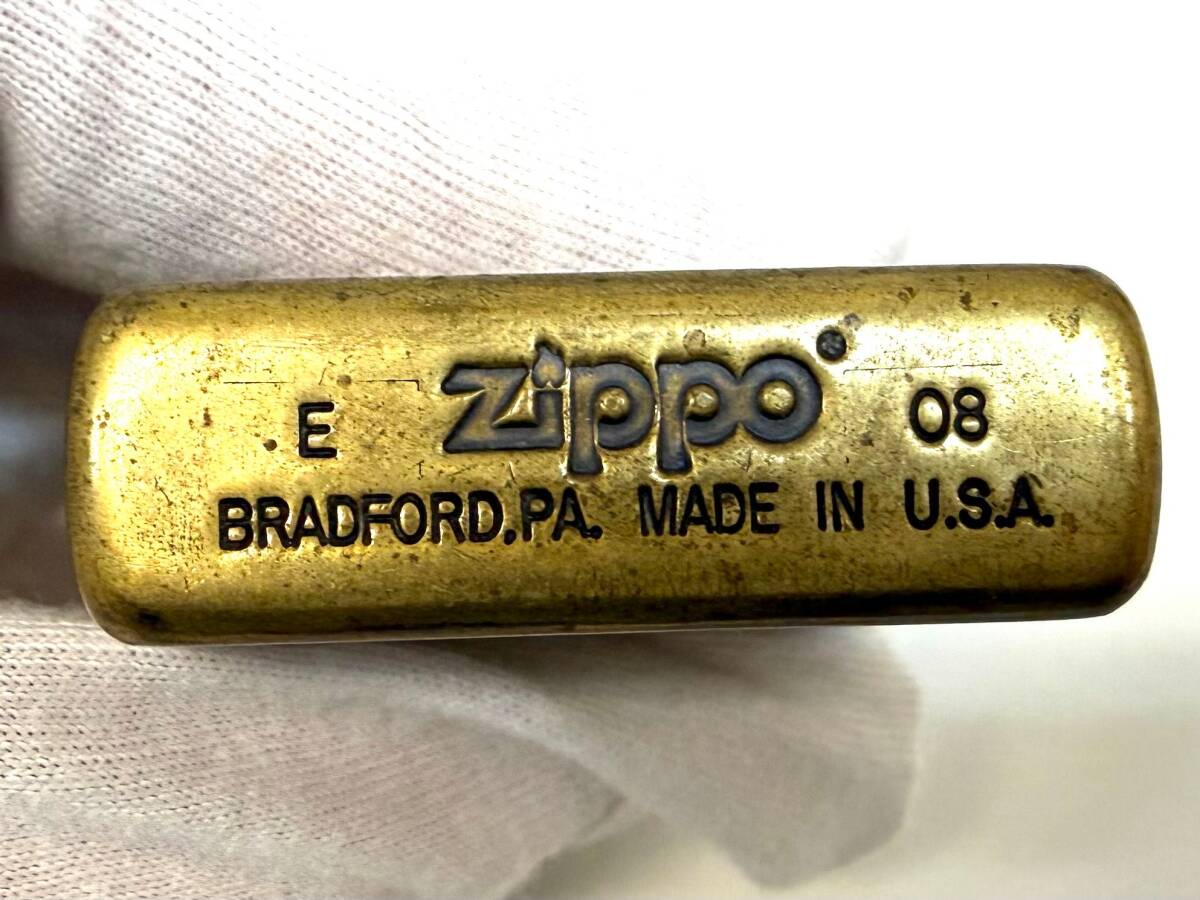 E zippo® 08
BRADFORD,PA. MADE IN U.S.A.